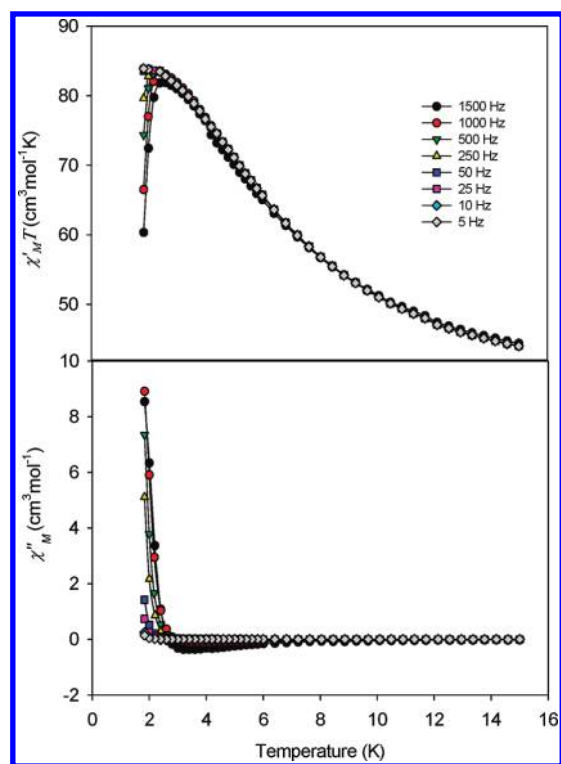 90
80
70
60
50
10
χ'MT (cm³mol⁻¹K)
1500 Hz
1000 Hz
500 Hz
250 Hz
50 Hz
25 Hz
10 Hz
5 Hz
8
6
4
2
0
-2
χ"M (cm³mol⁻¹)
0 2 4 6 8 10 12 14 16
Temperature (K)